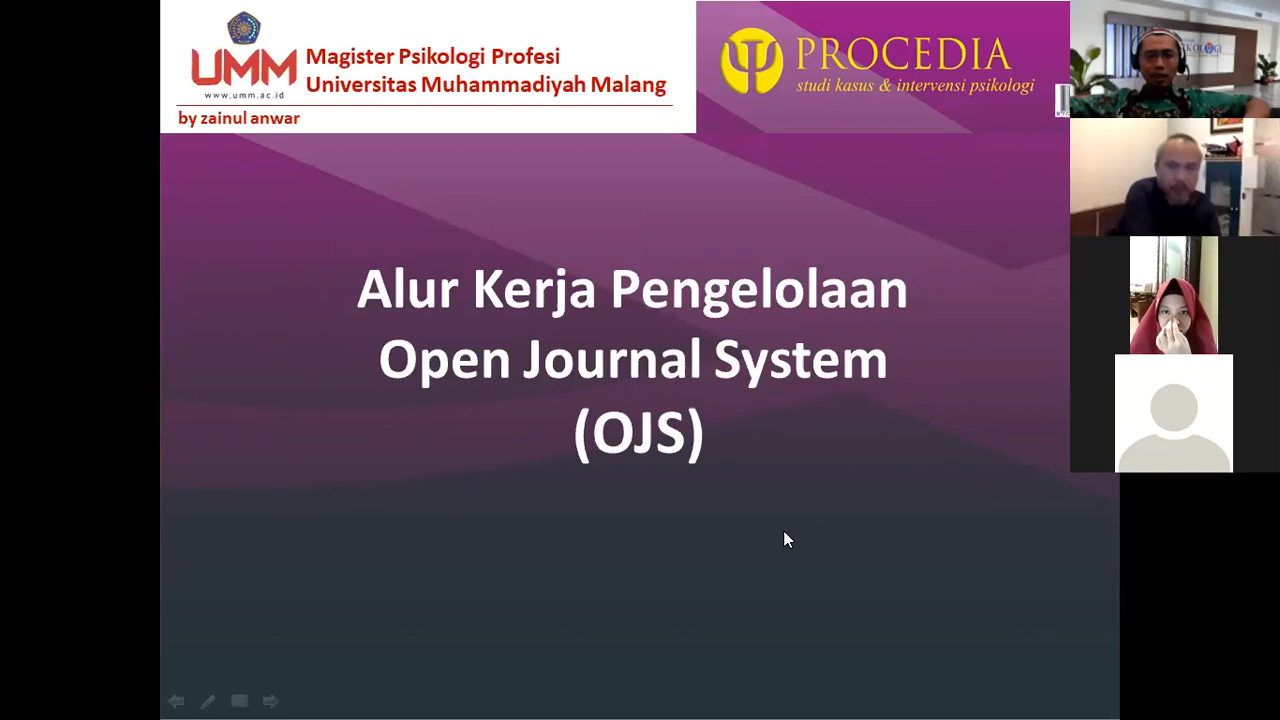 UMM
www.umm.ac.id
Magister Psikologi Profesi
Universitas Muhammadiyah Malang
by zainul anwar
PROCEDIA
studi kasus & intervensi psikologi
Alur Kerja Pengelolaan
Open Journal System
(OJS)